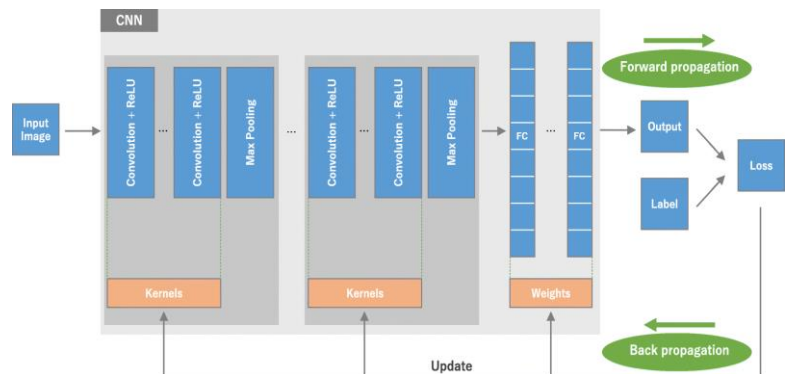 CNN
Forward propagation
Input
Image
Convolution + ReLU
...
Convolution + ReLU
Max Pooling
...
Convolution + ReLU
...
Convolution + ReLU
Max Pooling
FC
...
FC
Output
Label
Loss
Kernels
Kernels
Weights
Back propagation
Update